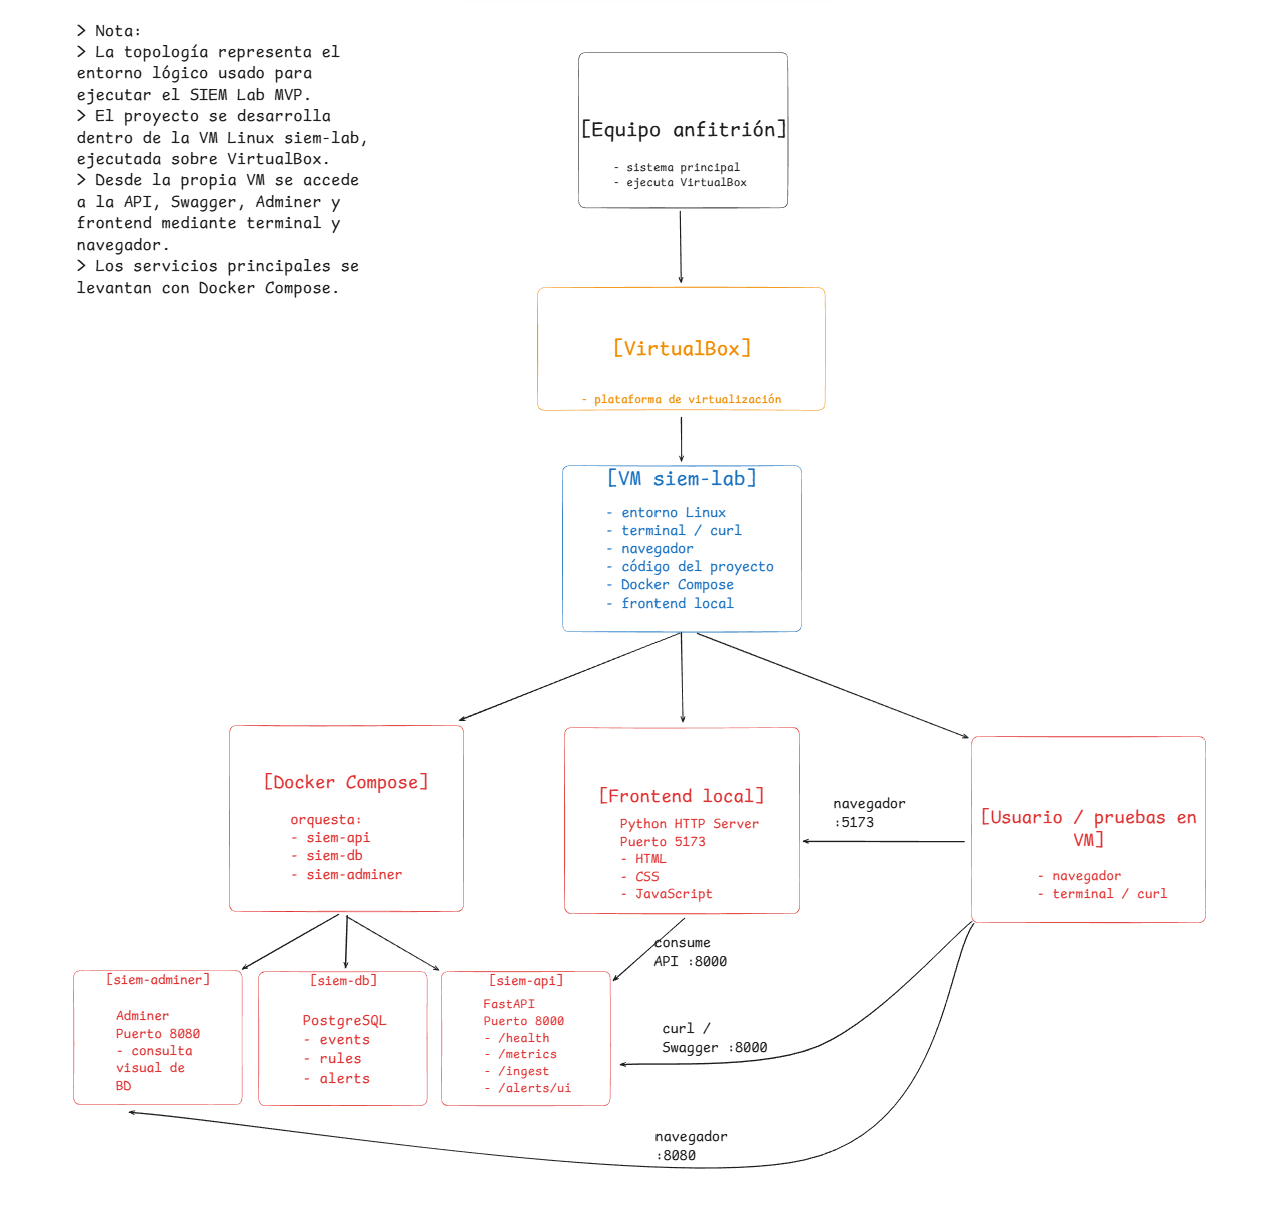 > Nota:
> La topología representa el
entorno lógico usado para
ejecutar el SIEM Lab MVP.
> El proyecto se desarrolla
dentro de la VM Linux siem-lab,
ejecutada sobre VirtualBox.
> Desde la propia VM se accede
a la API, Swagger, Adminer y
frontend mediante terminal y
navegador.
> Los servicios principales se
levantan con Docker Compose.
[Equipo anfitrión]
- sistema principal
- ejecuta VirtualBox
[VirtualBox]
- plataforma de virtualización
[VM siem-lab]
- entorno Linux
- terminal / curl
- navegador
- código del proyecto
- Docker Compose
- frontend local
[Docker Compose]
orquesta:
- siem-api
- siem-db
- siem-adminer
[Frontend local]
Python HTTP Server
Puerto 5173
- HTML
- CSS
- JavaScript
navegador
:5173
[Usuario / pruebas en
VM]
- navegador
- terminal / curl
consume
API :8000
[siem-adminer]
Adminer
Puerto 8080
- consulta
visual de
BD
[siem-db]
PostgreSQL
- events
- rules
- alerts
[siem-api]
FastAPI
Puerto 8000
- /health
- /metrics
- /ingest
- /alerts/ui
curl /
Swagger :8000
navegador
:8080